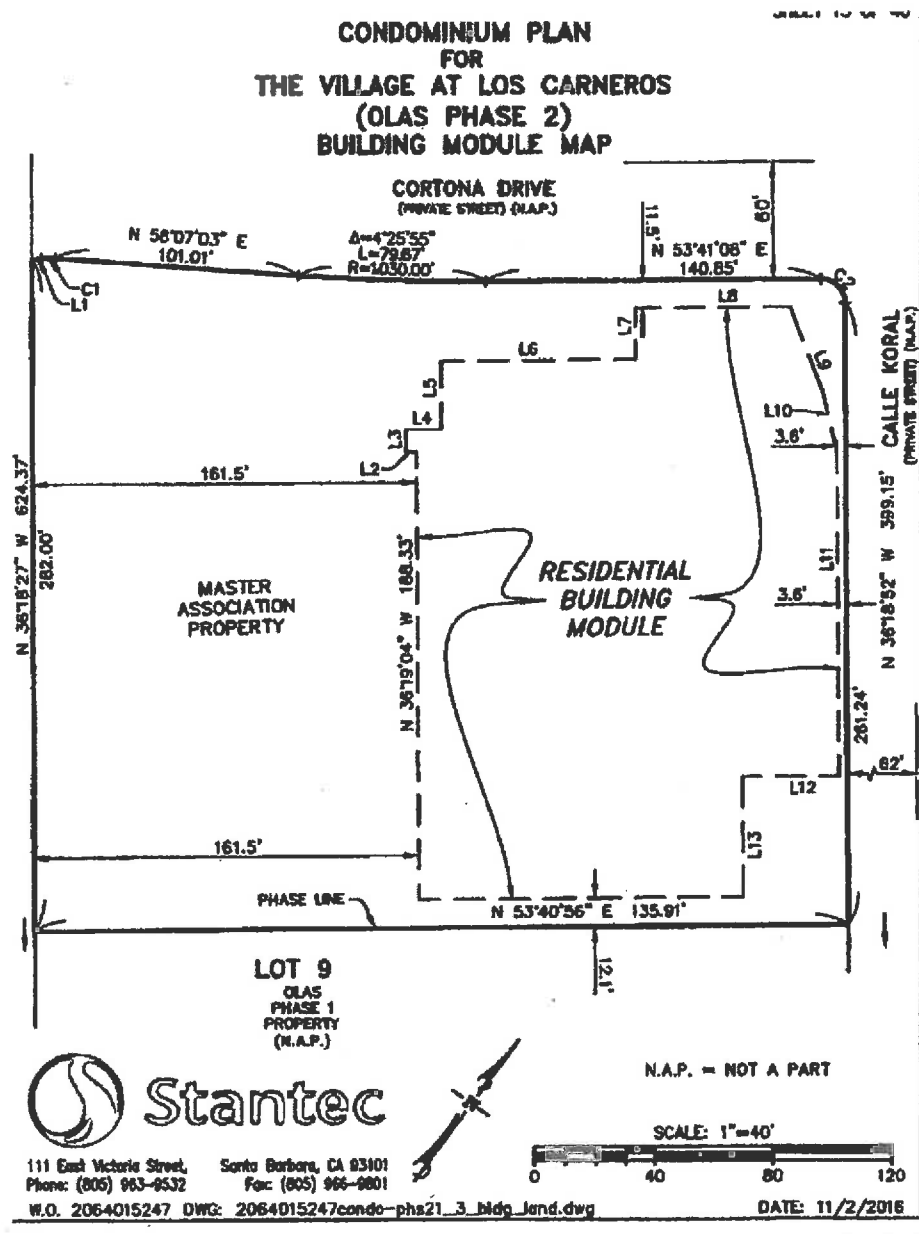 SHEET 15 OF 40
CONDOMINIUM PLAN
FOR
THE VILLAGE AT LOS CARNEROS
(OLAS PHASE 2)
BUILDING MODULE MAP
CORTONA DRIVE
(PRIVATE STREET) (N.A.P.)
60'
11.5'
N 56°07'03" E
101.01'
Δ=4°25'55"
L=79.67'
R=1030.00'
N 53°41'08" E
140.85'
C1
L1
L8
L7
L6
L9
L5
L4
L10
L3
L2
CALLE KORAL
(PRIVATE STREET) (N.A.P.)
3.6'
161.5'
N 36°18'27" W 624.37'
282.00'
N 36°19'04" W 188.33'
MASTER
ASSOCIATION
PROPERTY
RESIDENTIAL
BUILDING
MODULE
L11
3.6'
N 36°18'52" W 399.15'
261.24'
62'
L12
L13
161.5'
PHASE LINE
N 53°40'56" E 135.91'
12.1'
LOT 9
OLAS
PHASE 1
PROPERTY
(N.A.P.)
N.A.P. = NOT A PART
Stantec
SCALE: 1"=40'
0 40 80 120
111 East Victoria Street, Santa Barbara, CA 93101
Phone: (805) 963-9532 Fax: (805) 966-9801
W.O. 2064015247 DWG: 2064015247condo-phs21_3_bldg_land.dwg DATE: 11/2/2016